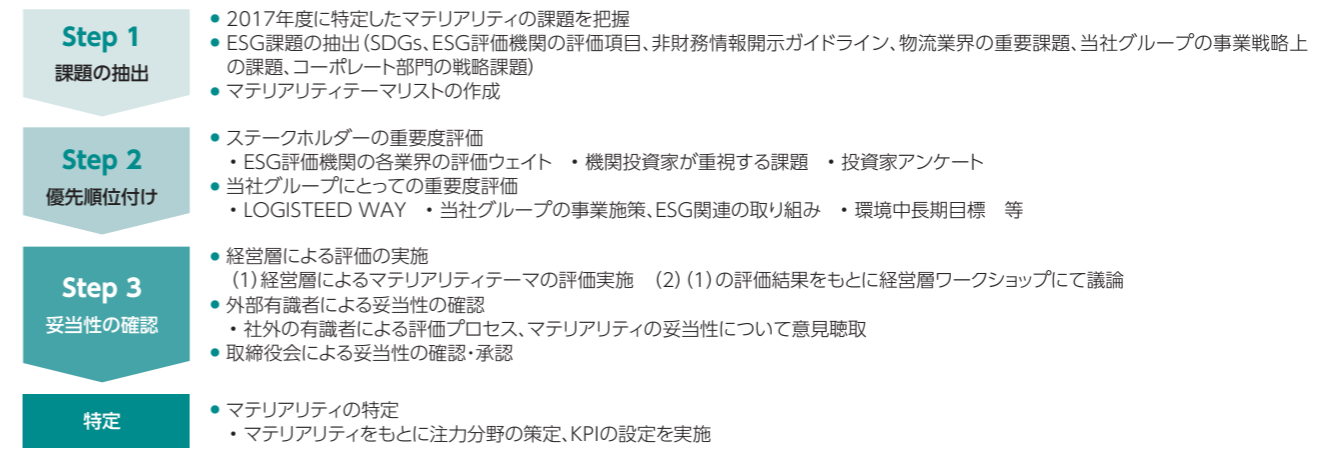 Step 1
課題の抽出
● 2017年度に特定したマテリアリティの課題を把握
● ESG課題の抽出（SDGs、ESG評価機関の評価項目、非財務情報開示ガイドライン、物流業界の重要課題、当社グループの事業戦略上
の課題、コーポレート部門の戦略課題）
● マテリアリティテーマリストの作成
Step 2
優先順位付け
● ステークホルダーの重要度評価
・ESG評価機関の各業界の評価ウェイト ・機関投資家が重視する課題 ・投資家アンケート
● 当社グループにとっての重要度評価
・LOGISTEED WAY ・当社グループの事業施策、ESG関連の取り組み ・環境中長期目標 等
Step 3
妥当性の確認
● 経営層による評価の実施
（1）経営層によるマテリアリティテーマの評価実施 （2）（1）の評価結果をもとに経営層ワークショップにて議論
● 外部有識者による妥当性の確認
・社外の有識者による評価プロセス、マテリアリティの妥当性について意見聴取
● 取締役会による妥当性の確認・承認
特定
● マテリアリティの特定
・マテリアリティをもとに注力分野の策定、KPIの設定を実施